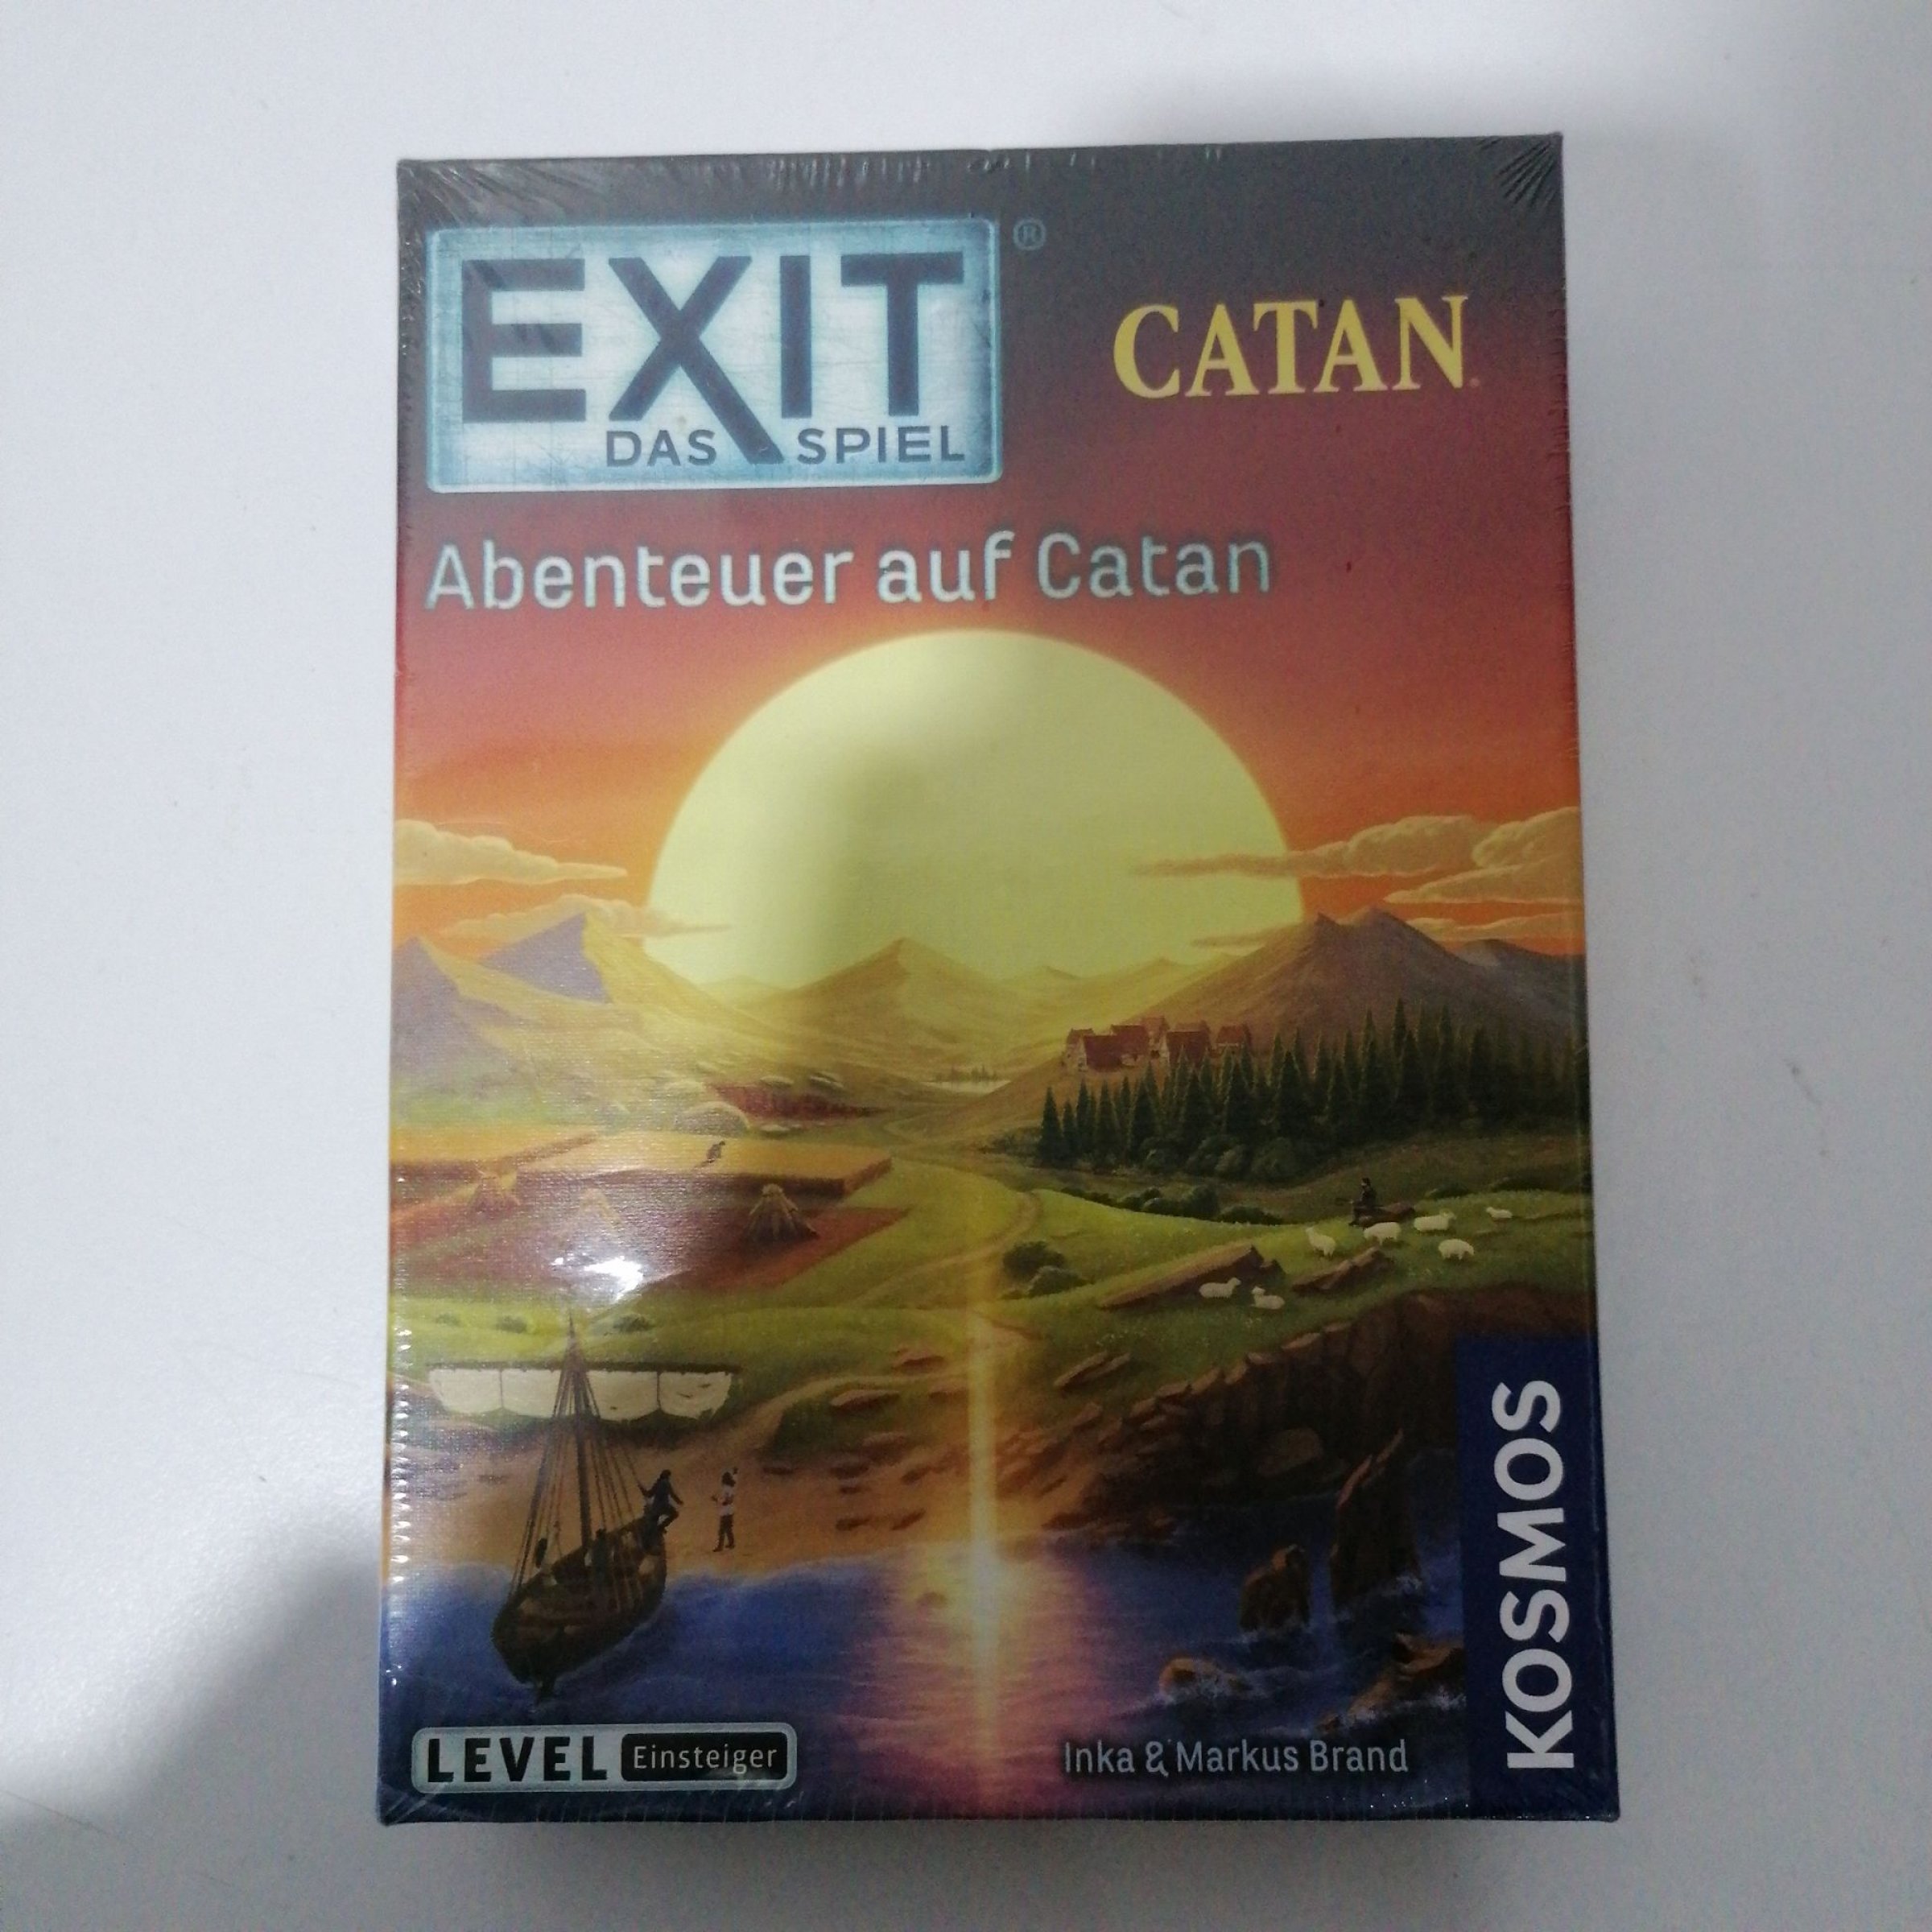 EXIT®
DAS SPIEL
CATAN
Abenteuer auf Catan
LEVEL Einsteiger
Inka & Markus Brand
KOSMOS